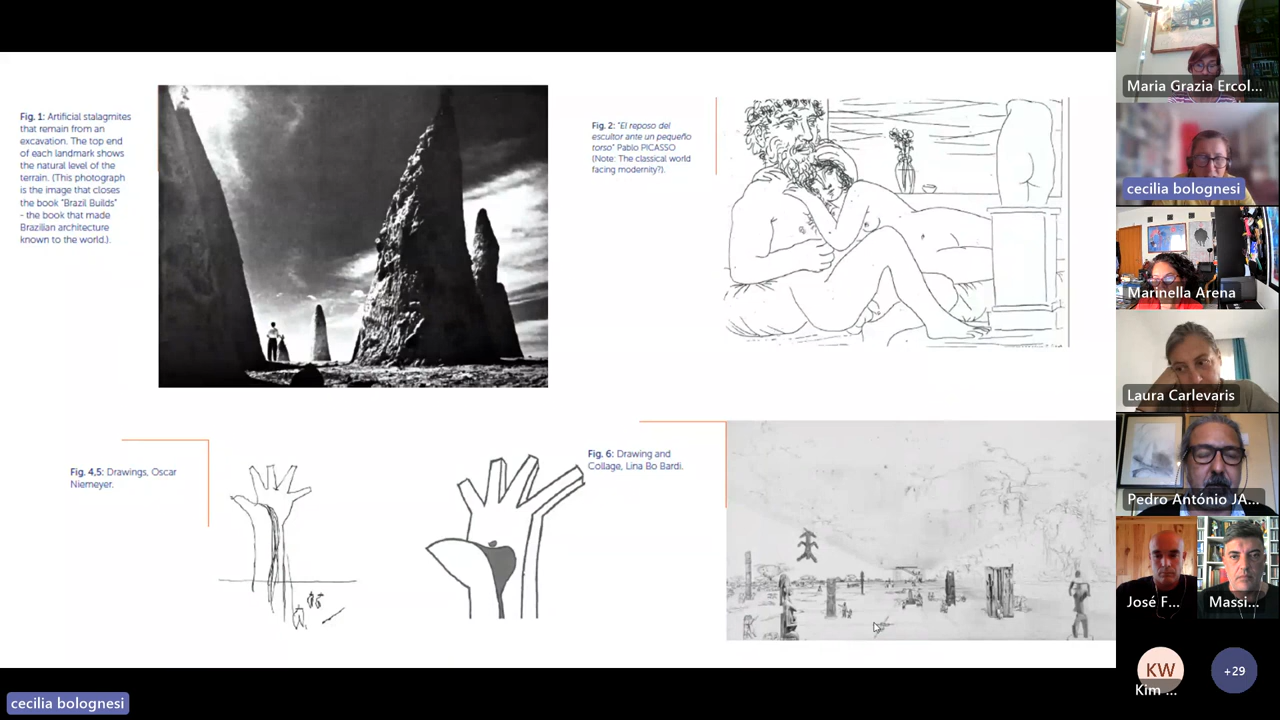 Fig. 1: Artificial stalagmites
that remain from an
excavation. The top end
of each landmark shows
the natural level of the
terrain. (This photograph
is the image that closes
the book "Brazil Builds"
- the book that made
Brazilian architecture
known to the world.).
Fig. 2: "El reposo del
escultor ante un pequeño
torso" Pablo PICASSO
(Note: The classical world
facing modernity?).
Fig. 4,5: Drawings, Oscar
Niemeyer.
Fig. 6: Drawing and
Collage, Lina Bo Bardi.
Maria Grazia Ercol...
cecilia bolognesi
Marinella Arena
Laura Carlevaris
Pedro António JA...
José F...
Massi...
KW
Kim ...
+29
cecilia bolognesi